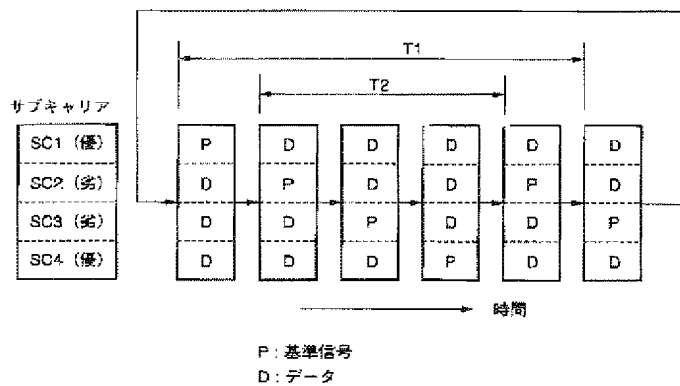 T1
T2
サブキャリア
SC1（優） P D D D D D
SC2（劣） D P D D P D
SC3（劣） D D P D D P
SC4（優） D D D P D D
時間
P：基準信号
D：データ